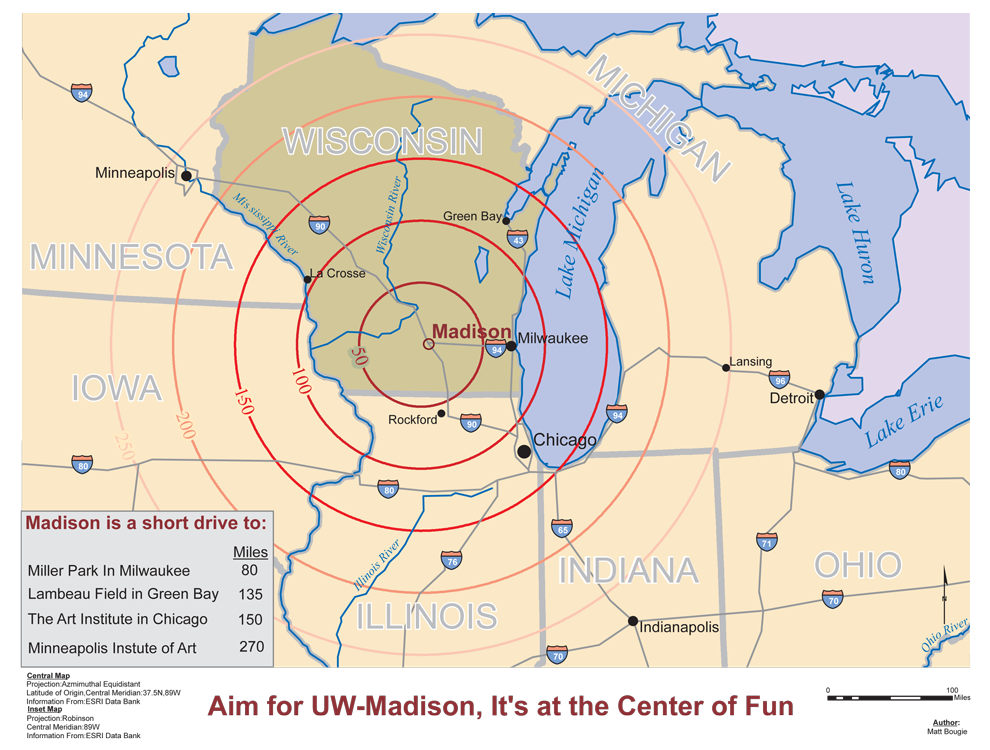 MICHIGAN
94
WISCONSIN
Minneapolis
Mississippi River
Wisconsin River
Lake Michigan
Lake Huron
90
Green Bay
43
MINNESOTA
La Crosse
Madison
94
Milwaukee
50
Lansing
96
IOWA
100
150
200
250
Rockford
90
94
Detroit
Lake Erie
Chicago
80
80
80
65
71
76
Illinois River
INDIANA
OHIO
70
ILLINOIS
Indianapolis
70
N
Ohio River
Madison is a short drive to:
Miles
Miller Park In Milwaukee 80
Lambeau Field in Green Bay 135
The Art Institute in Chicago 150
Minneapolis Instute of Art 270
Central Map
Projection:Azmimuthal Equidistant
Latitude of Origin,Central Meridian:37.5N,89W
Information From:ESRI Data Bank
Inset Map
Projection:Robinson
Central Meridian:89W
Information From:ESRI Data Bank
Aim for UW-Madison, It's at the Center of Fun
0 100
Miles
Author:
Matt Bougie